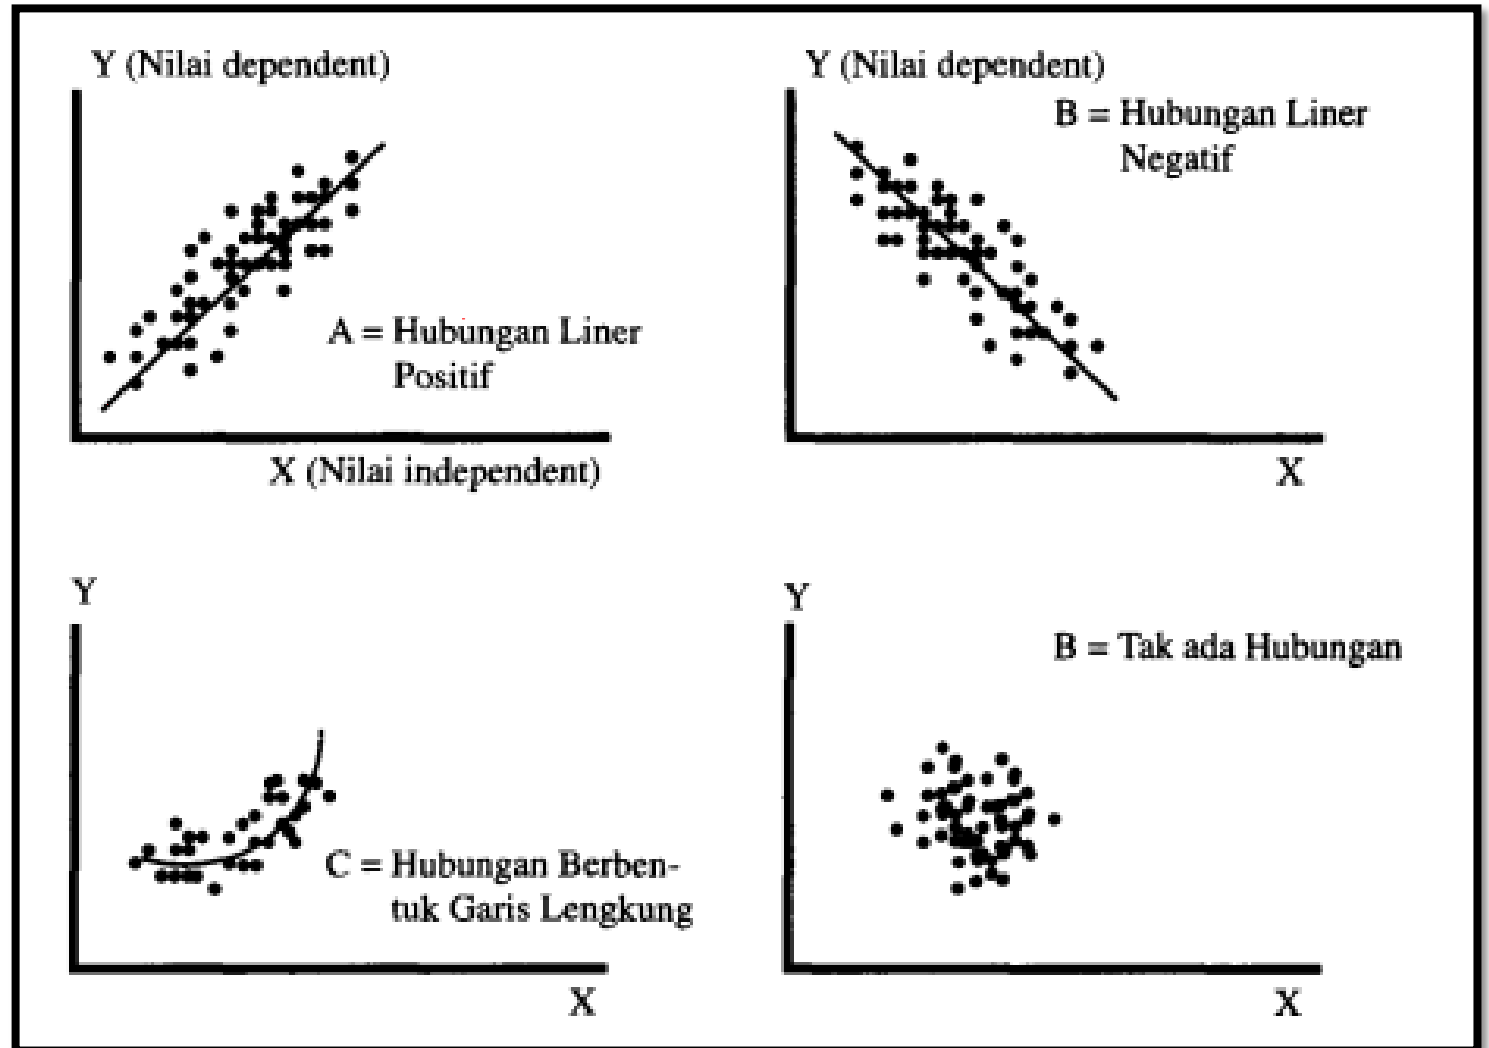 Y (Nilai dependent)
A = Hubungan Liner
Positif
X (Nilai independent)
Y (Nilai dependent)
B = Hubungan Liner
Negatif
X
Y
C = Hubungan Berben-
tuk Garis Lengkung
X
Y
B = Tak ada Hubungan
X